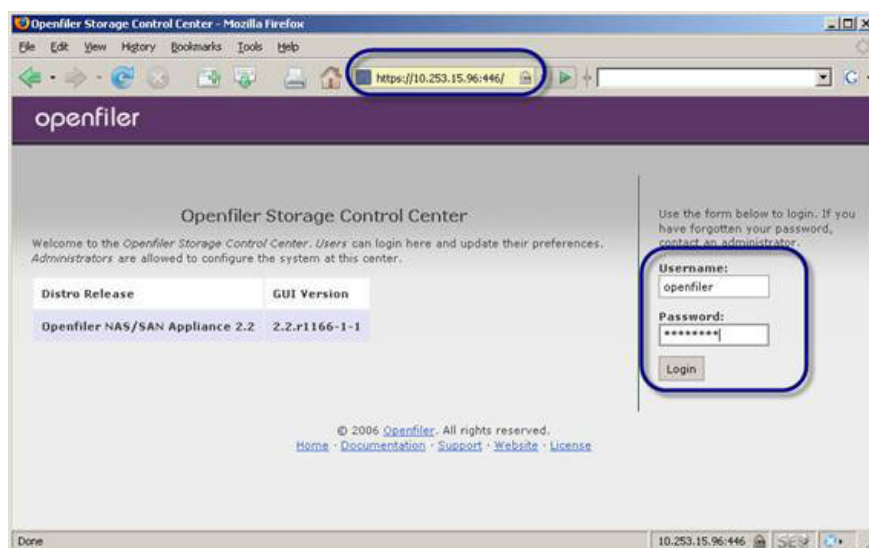 Openfiler Storage Control Center - Mozilla Firefox
File Edit View History Bookmarks Tools Help
https://10.253.15.96:446/
openfiler
Openfiler Storage Control Center
Welcome to the Openfiler Storage Control Center. Users can login here and update their preferences.
Administrators are allowed to configure the system at this center.
Distro Release GUI Version
Openfiler NAS/SAN Appliance 2.2 2.2.r1166-1-1
Use the form below to login. If you
have forgotten your password,
contact an administrator.
Username:
openfiler
Password:
********
Login
© 2006 Openfiler. All rights reserved.
Home · Documentation · Support · Website · License
Done
10.253.15.96:446